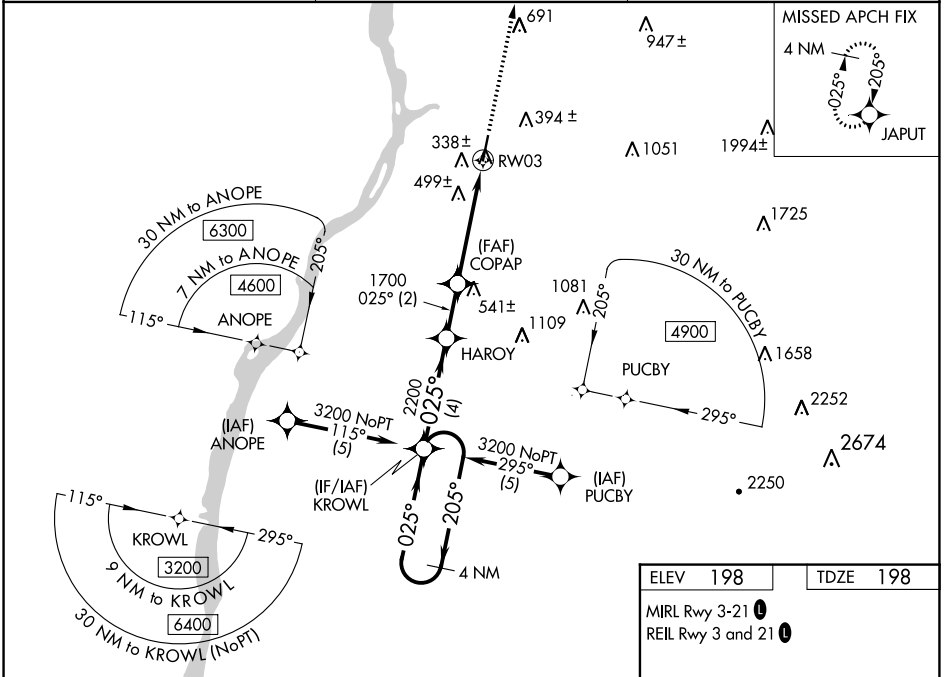 691
947±
MISSED APCH FIX
4 NM
025°
205°
JAPUT
394 ±
338±
RW03
1051
1994±
499±
1725
30 NM to ANOPE
6300
205°
7 NM to ANOPE
4600
115°
ANOPE
(FAF)
COPAP
1700
025° (2)
541±
HAROY
1109
1081
205°
30 NM to PUCBY
4900
PUCBY
295°
1658
2252
2674
2250
(IAF)
ANOPE
3200 NoPT
115°
(5)
2200
025°
(4)
3200 NoPT
295°
(5)
(IAF)
PUCBY
(IF/IAF)
KROWL
025°
205°
4 NM
115°
295°
KROWL
3200
9 NM to KROWL
6400
30 NM to KROWL (NoPT)
ELEV 198
TDZE 198
MIRL Rwy 3-21 L
REIL Rwy 3 and 21 L